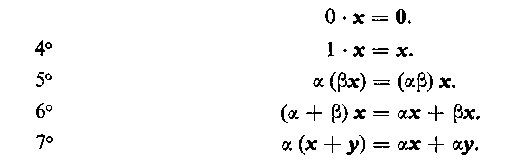 0 · x = 0.
4° 1 · x = x.
5° α (βx) = (αβ) x.
6° (α + β) x = αx + βx.
7° α (x + y) = αx + αy.